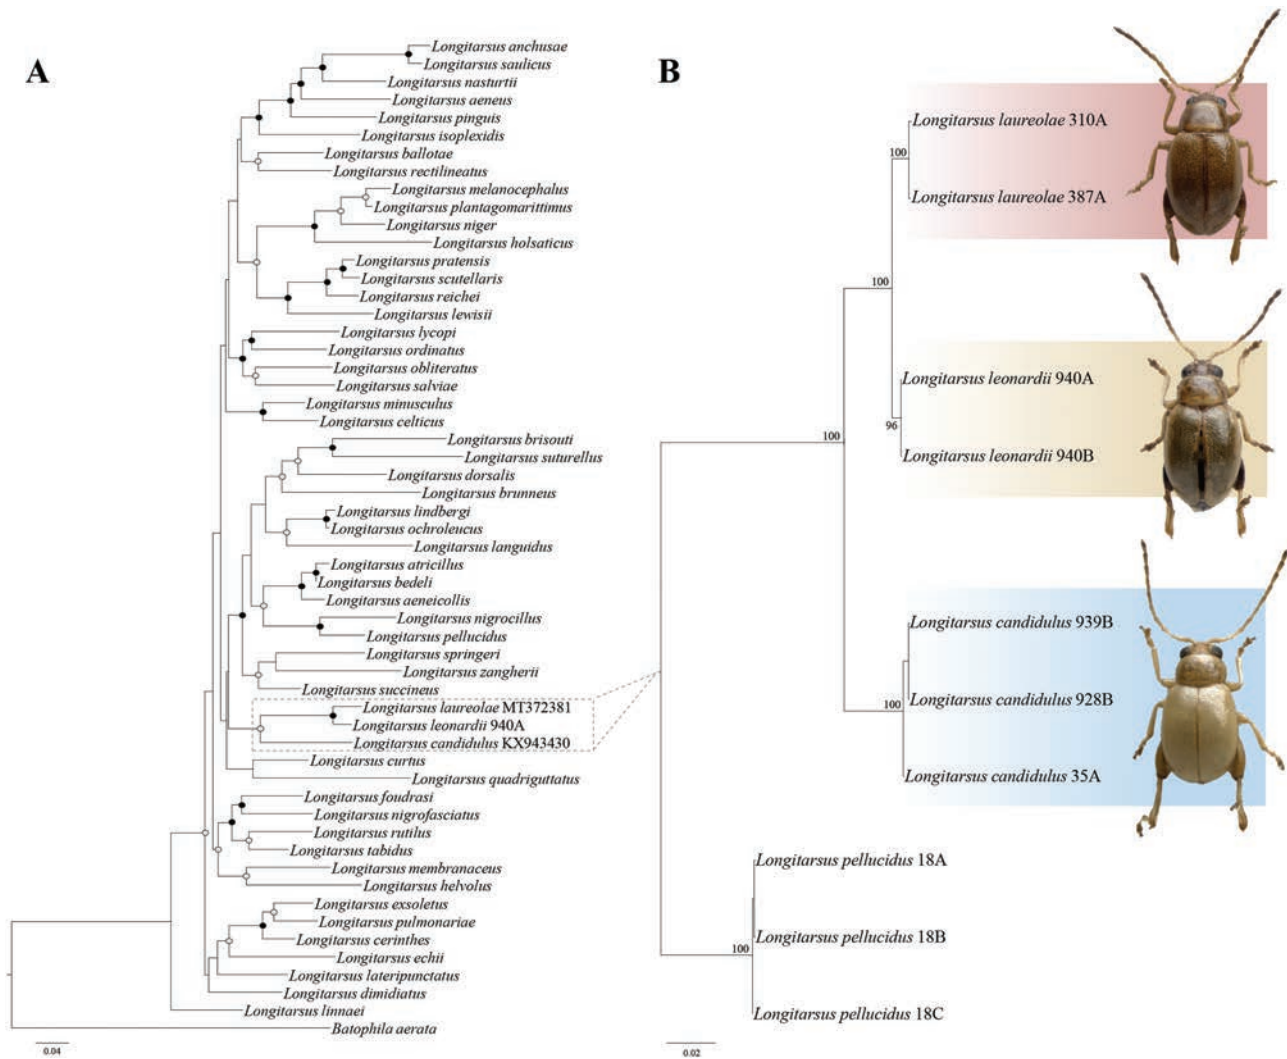 A
Longitarsus anchusae
Longitarsus saulicus
Longitarsus nasturtii
Longitarsus aeneus
Longitarsus pinguis
Longitarsus isoplexidis
Longitarsus ballotae
Longitarsus rectilineatus
Longitarsus melanocephalus
Longitarsus plantagomarittimus
Longitarsus niger
Longitarsus holsaticus
Longitarsus pratensis
Longitarsus scutellaris
Longitarsus reichei
Longitarsus lewisii
Longitarsus lycopi
Longitarsus ordinatus
Longitarsus obliteratus
Longitarsus salviae
Longitarsus minusculus
Longitarsus celticus
Longitarsus brisouti
Longitarsus suturellus
Longitarsus dorsalis
Longitarsus brunneus
Longitarsus lindbergi
Longitarsus ochroleucus
Longitarsus languidus
Longitarsus atricillus
Longitarsus bedeli
Longitarsus aeneicollis
Longitarsus nigrocillus
Longitarsus pellucidus
Longitarsus springeri
Longitarsus zangherii
Longitarsus succineus
Longitarsus laureolae MT372381
Longitarsus leonardii 940A
Longitarsus candidulus KX943430
Longitarsus curtus
Longitarsus quadriguttatus
Longitarsus foudrasi
Longitarsus nigrofasciatus
Longitarsus rutilus
Longitarsus tabidus
Longitarsus membranaceus
Longitarsus helvolus
Longitarsus exsoletus
Longitarsus pulmonariae
Longitarsus cerinthes
Longitarsus echii
Longitarsus lateripunctatus
Longitarsus dimidiatus
Longitarsus linnaei
Batophila aerata
0.04
B
Longitarsus laureolae 310A
100
Longitarsus laureolae 387A
100
Longitarsus leonardii 940A
96
Longitarsus leonardii 940B
100
Longitarsus candidulus 939B
Longitarsus candidulus 928B
100
Longitarsus candidulus 35A
Longitarsus pellucidus 18A
Longitarsus pellucidus 18B
100
Longitarsus pellucidus 18C
0.02